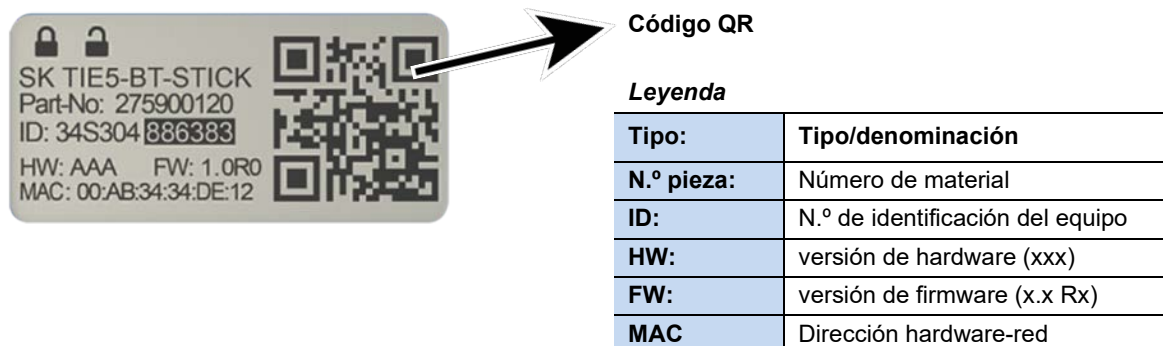 SK TIE5-BT-STICK
Part-No: 275900120
ID: 34S304 886383
HW: AAA FW: 1.0R0
MAC: 00:AB:34:34:DE:12
Código QR
Leyenda
Tipo: Tipo/denominación
N.º pieza: Número de material
ID: N.º de identificación del equipo
HW: versión de hardware (xxx)
FW: versión de firmware (x.x Rx)
MAC Dirección hardware-red